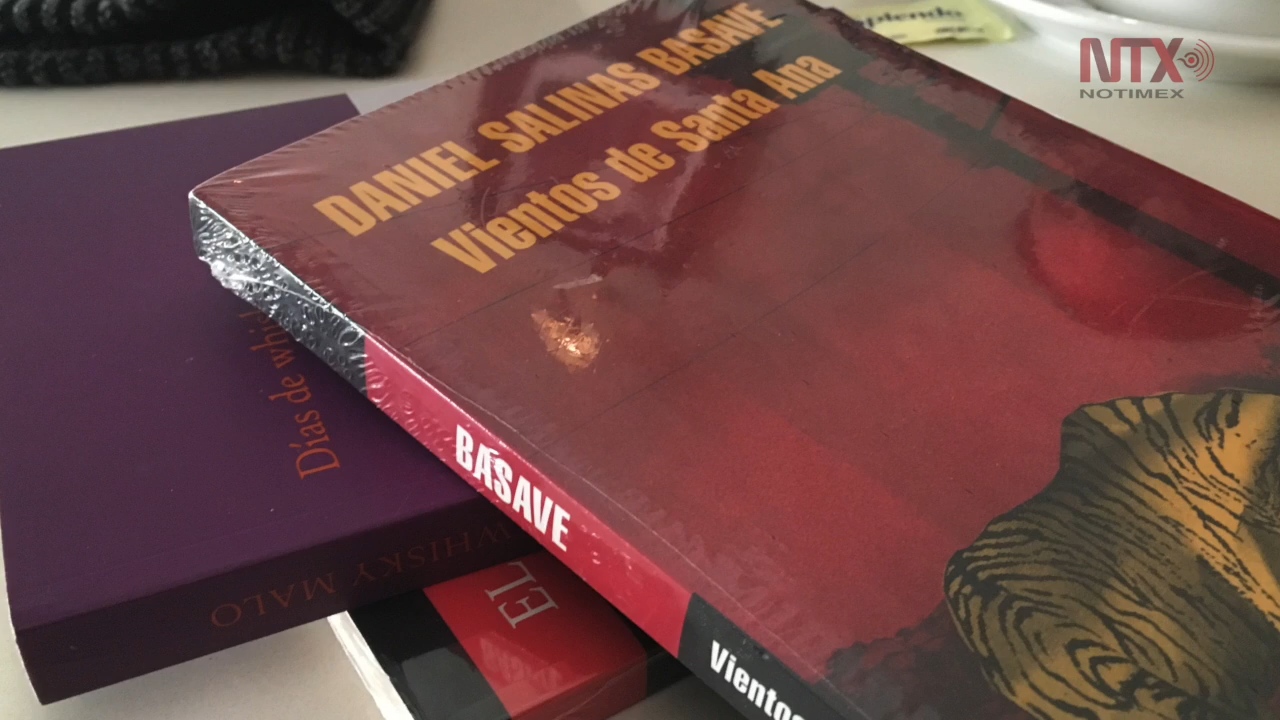 NTX
NOTIMEX
DANIEL SALINAS BASAVE
Vientos de Santa Ana
BASAVE
Vientos
Días de whisk
WHISKY MALO
EL